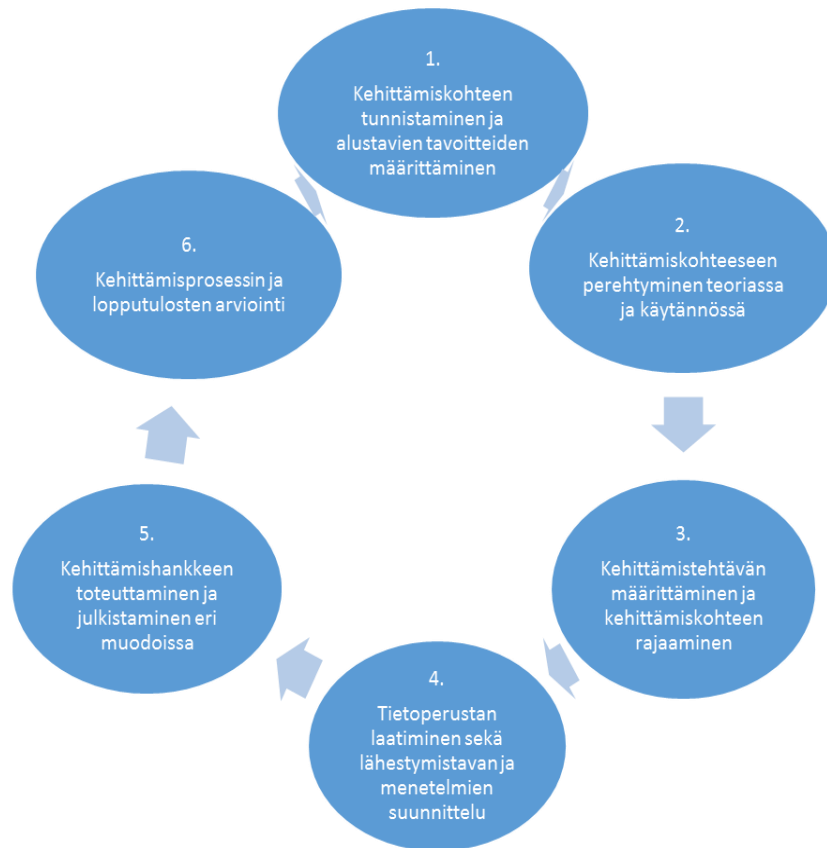 1.
Kehittämiskohteen
tunnistaminen ja
alustavien tavoitteiden
määrittäminen
2.
Kehittämiskohteeseen
perehtyminen teoriassa
ja käytännössä
3.
Kehittämistehtävän
määrittäminen ja
kehittämiskohteen
rajaaminen
4.
Tietoperustan
laatiminen sekä
lähestymistavan ja
menetelmien
suunnittelu
5.
Kehittämishankkeen
toteuttaminen ja
julkistaminen eri
muodoissa
6.
Kehittämisprosessin ja
lopputulosten arviointi